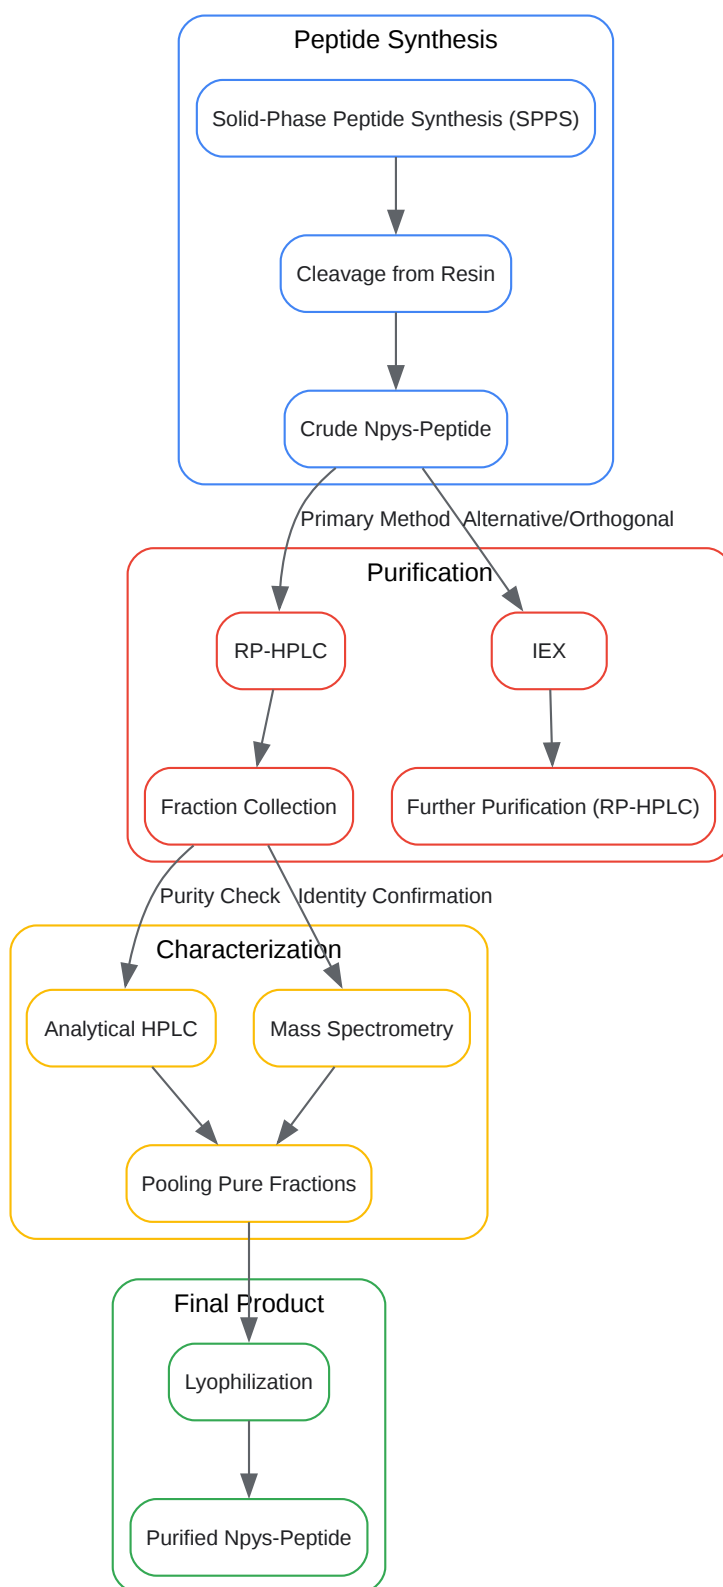 Peptide Synthesis
Solid-Phase Peptide Synthesis (SPPS)
Cleavage from Resin
Crude Npys-Peptide
Primary Method
Alternative/Orthogonal
Purification
RP-HPLC
IEX
Fraction Collection
Further Purification (RP-HPLC)
Purity Check
Identity Confirmation
Characterization
Analytical HPLC
Mass Spectrometry
Pooling Pure Fractions
Final Product
Lyophilization
Purified Npys-Peptide